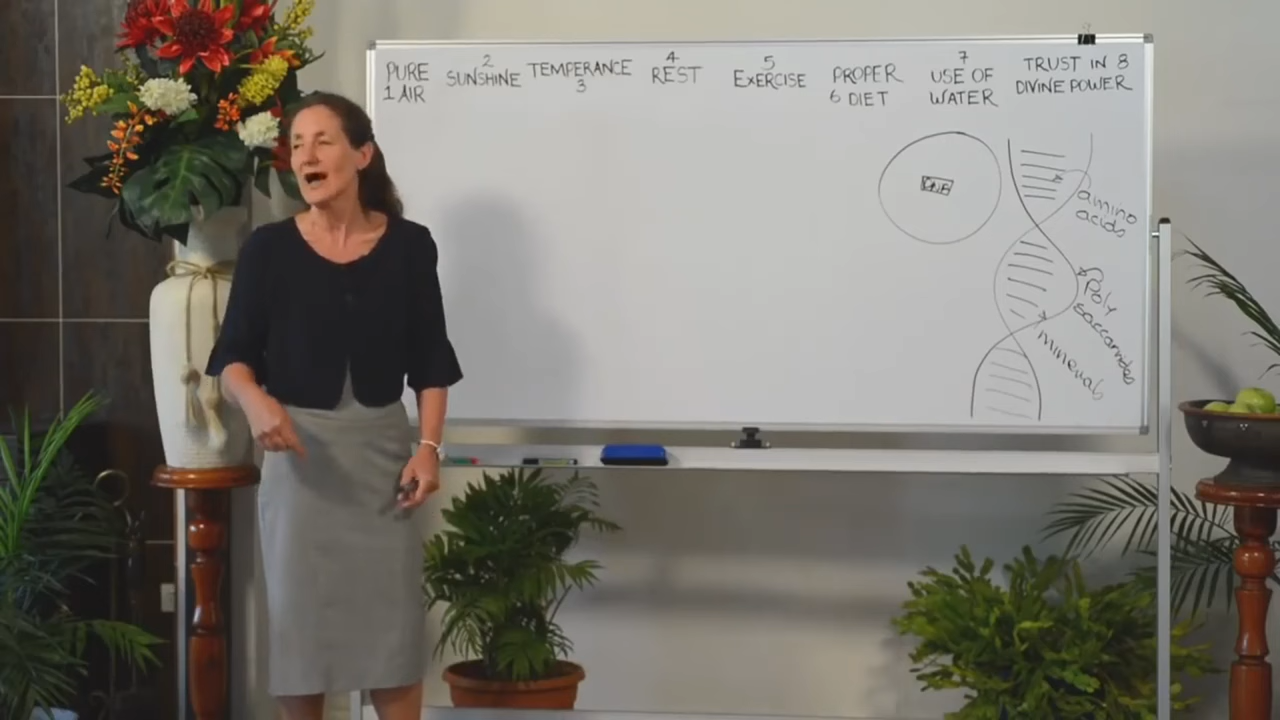 PURE
1 AIR
2
SUNSHINE
TEMPERANCE
3
4
REST
5
EXERCISE
PROPER
6 DIET
7
USE OF
WATER
TRUST IN 8
DIVINE POWER
DNA
amino
acids
Poly
saccarides
minerals